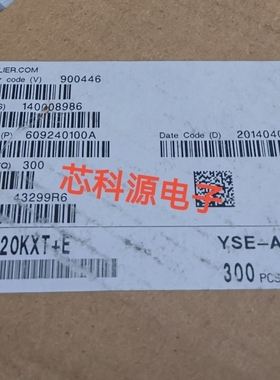 LIER.COM
r code (V) 900446
S) 140008986
(P) 609240100A
Date Code (D) 2014040
Q) 300
43299R6
芯科源电子
20KXT+E
YSE-A
300 PCS